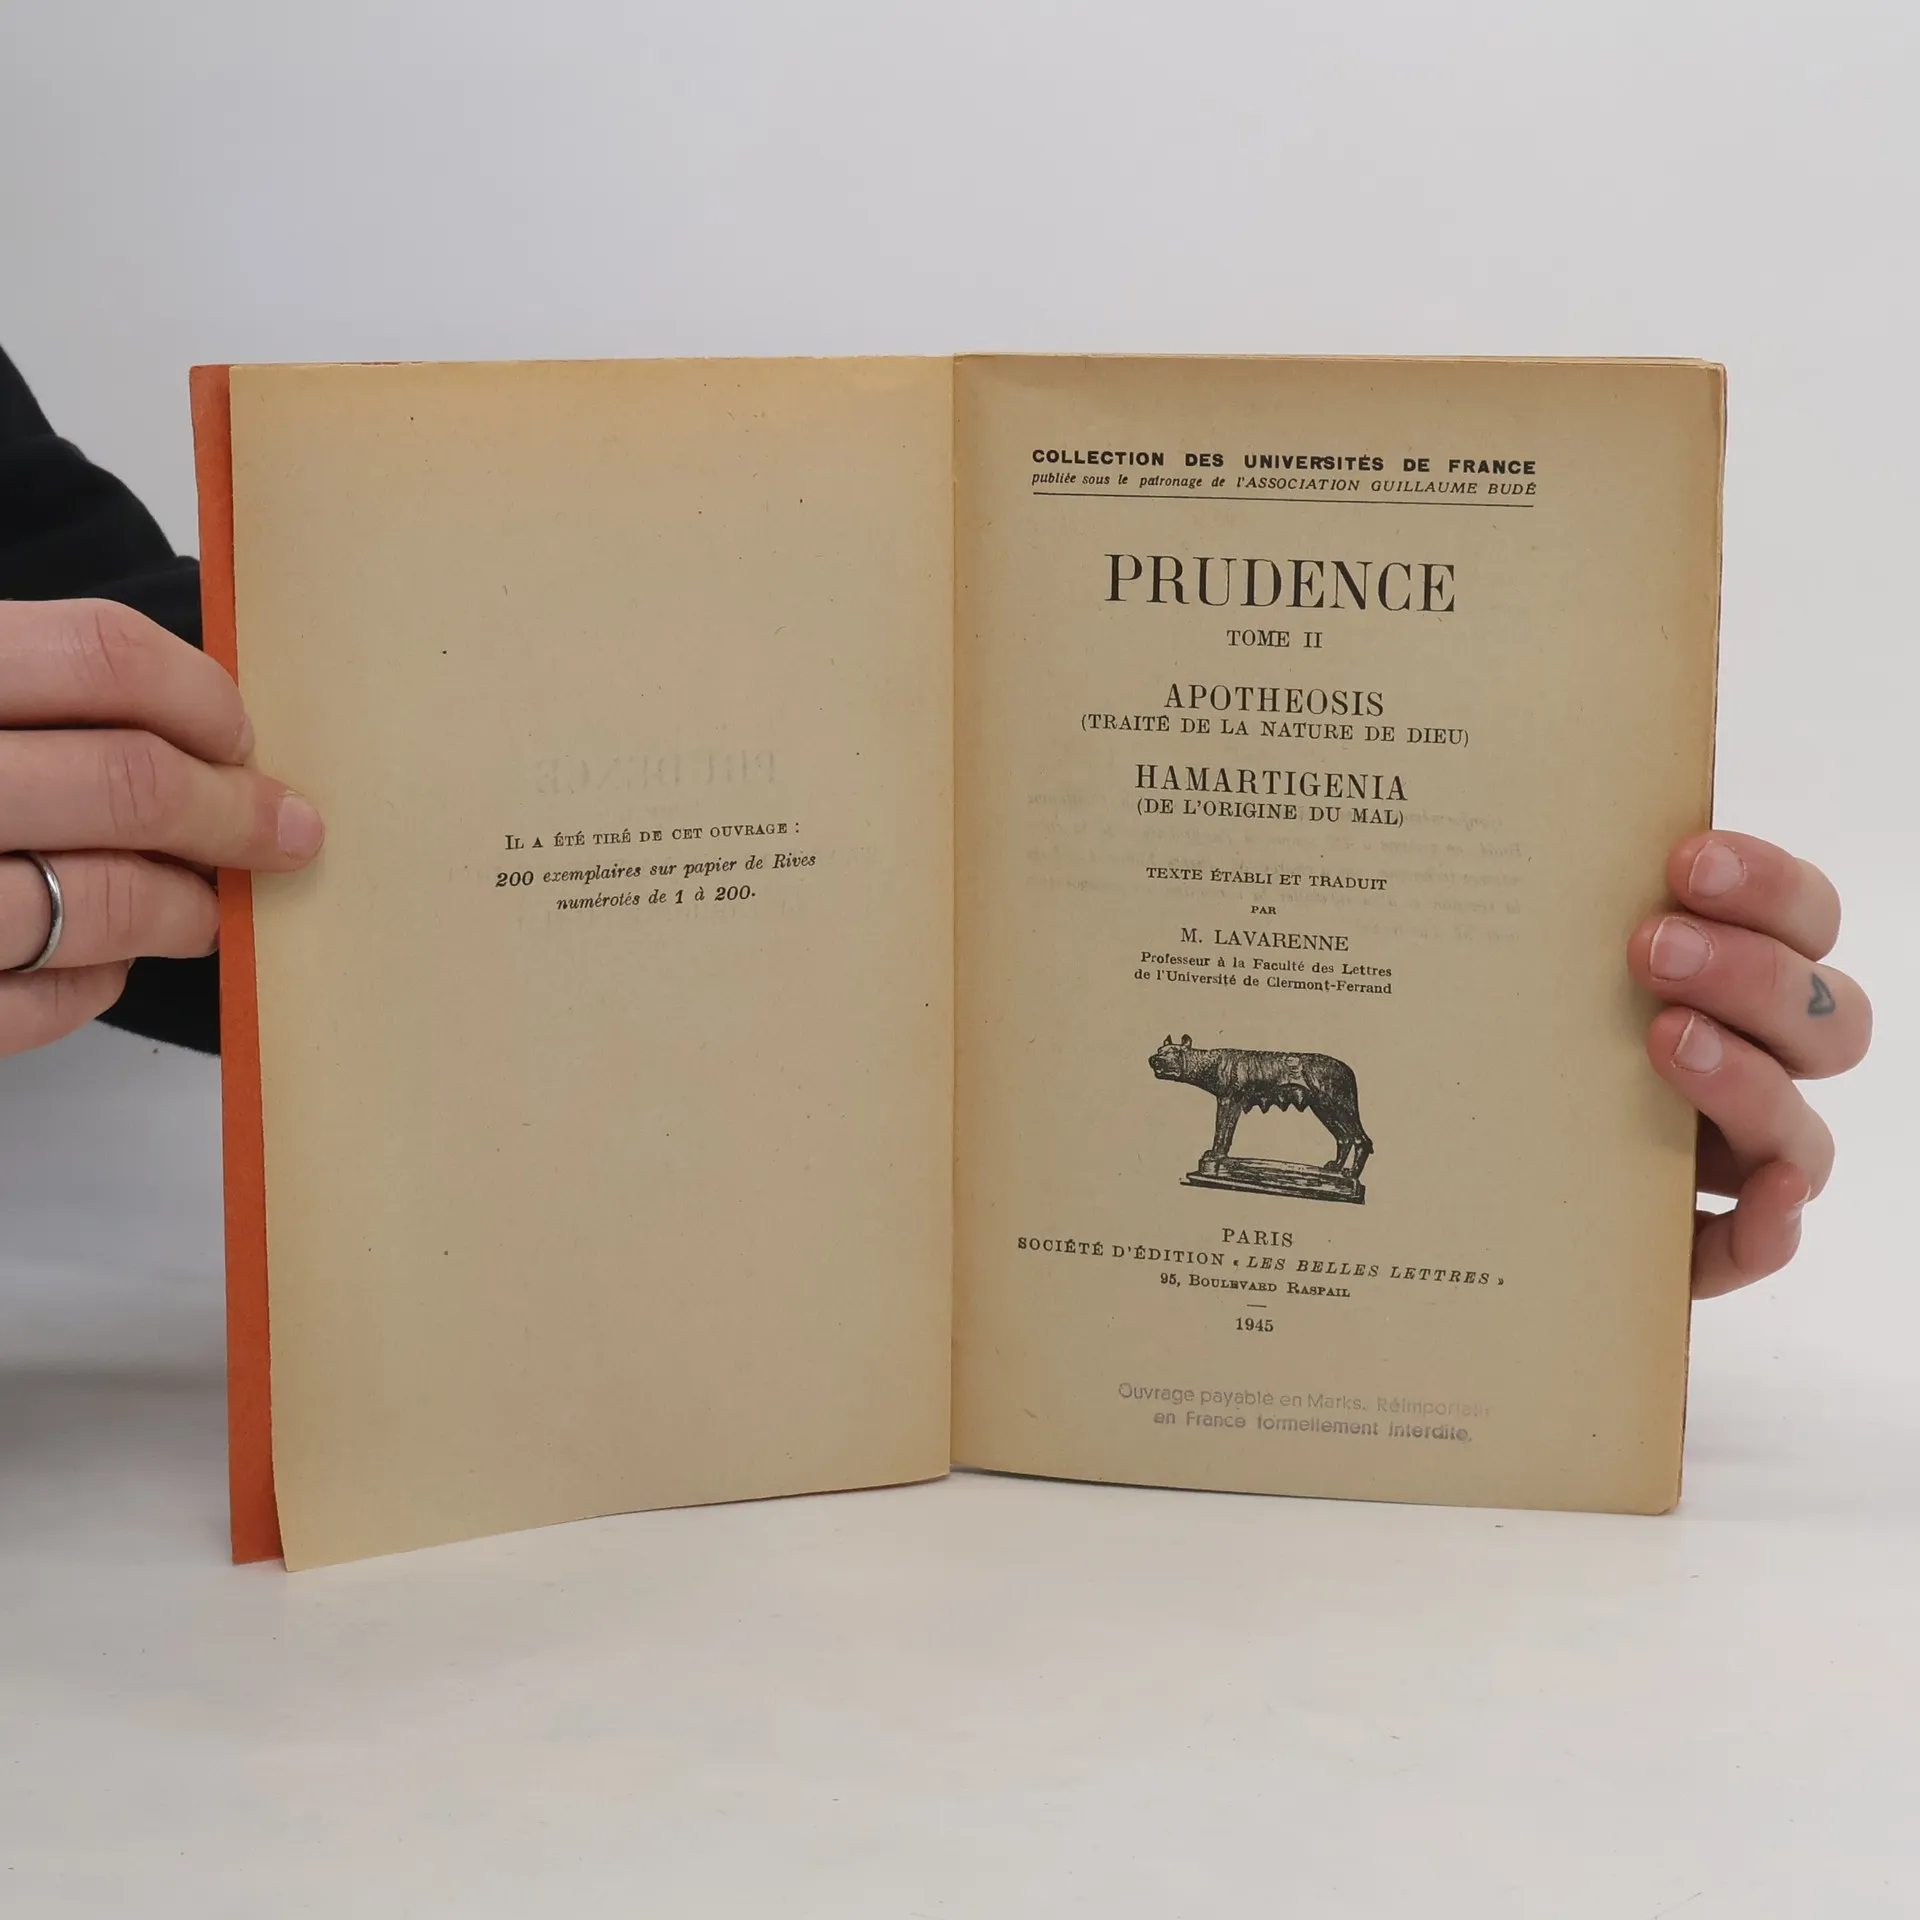 IL A ÉTÉ TIRÉ DE CET OUVRAGE :
200 exemplaires sur papier de Rives
numérotés de 1 à 200.
COLLECTION DES UNIVERSITÉS DE FRANCE
publiée sous le patronage de l'ASSOCIATION GUILLAUME BUDÉ
PRUDENCE
TOME II
APOTHEOSIS
(TRAITÉ DE LA NATURE DE DIEU)
HAMARTIGENIA
(DE L'ORIGINE DU MAL)
TEXTE ÉTABLI ET TRADUIT
PAR
M. LAVARENNE
Professeur à la Faculté des Lettres
de l'Université de Clermont-Ferrand
PARIS
SOCIÉTÉ D'ÉDITION « LES BELLES LETTRES »
95, BOULEVARD RASPAIL
1945
Ouvrage payable en Marks. Réimportation
en France formellement interdite.